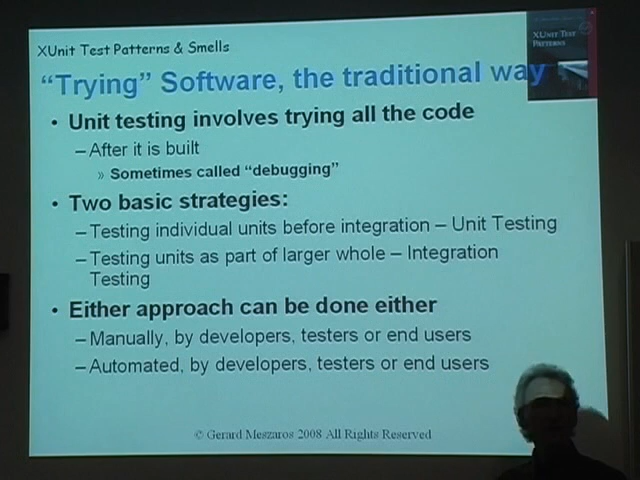 XUnit Test Patterns & Smells
XUNIT TEST
PATTERNS
“Trying” Software, the traditional way
• Unit testing involves trying all the code
– After it is built
» Sometimes called “debugging”
• Two basic strategies:
– Testing individual units before integration – Unit Testing
– Testing units as part of larger whole – Integration
Testing
• Either approach can be done either
– Manually, by developers, testers or end users
– Automated, by developers, testers or end users
© Gerard Meszaros 2008 All Rights Reserved